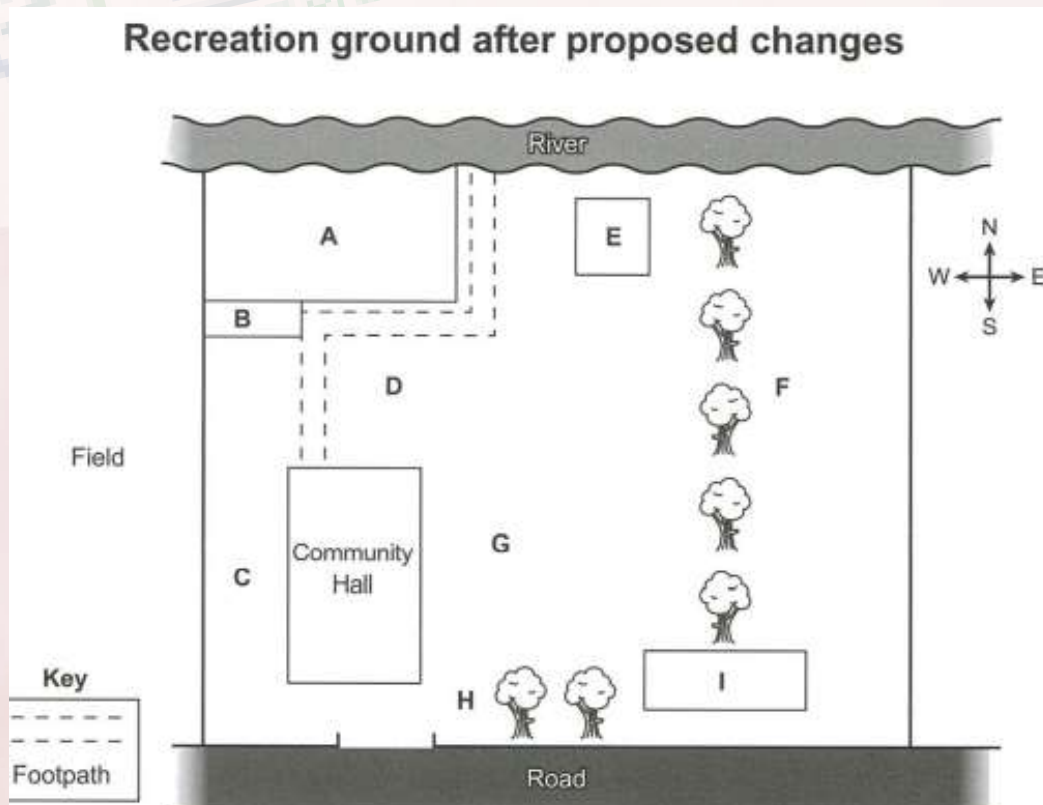 Recreation ground after proposed changes
River
A
E
N
W E
S
B
D
F
Field
G
Community
Hall
C
Key
I
H
Footpath
Road